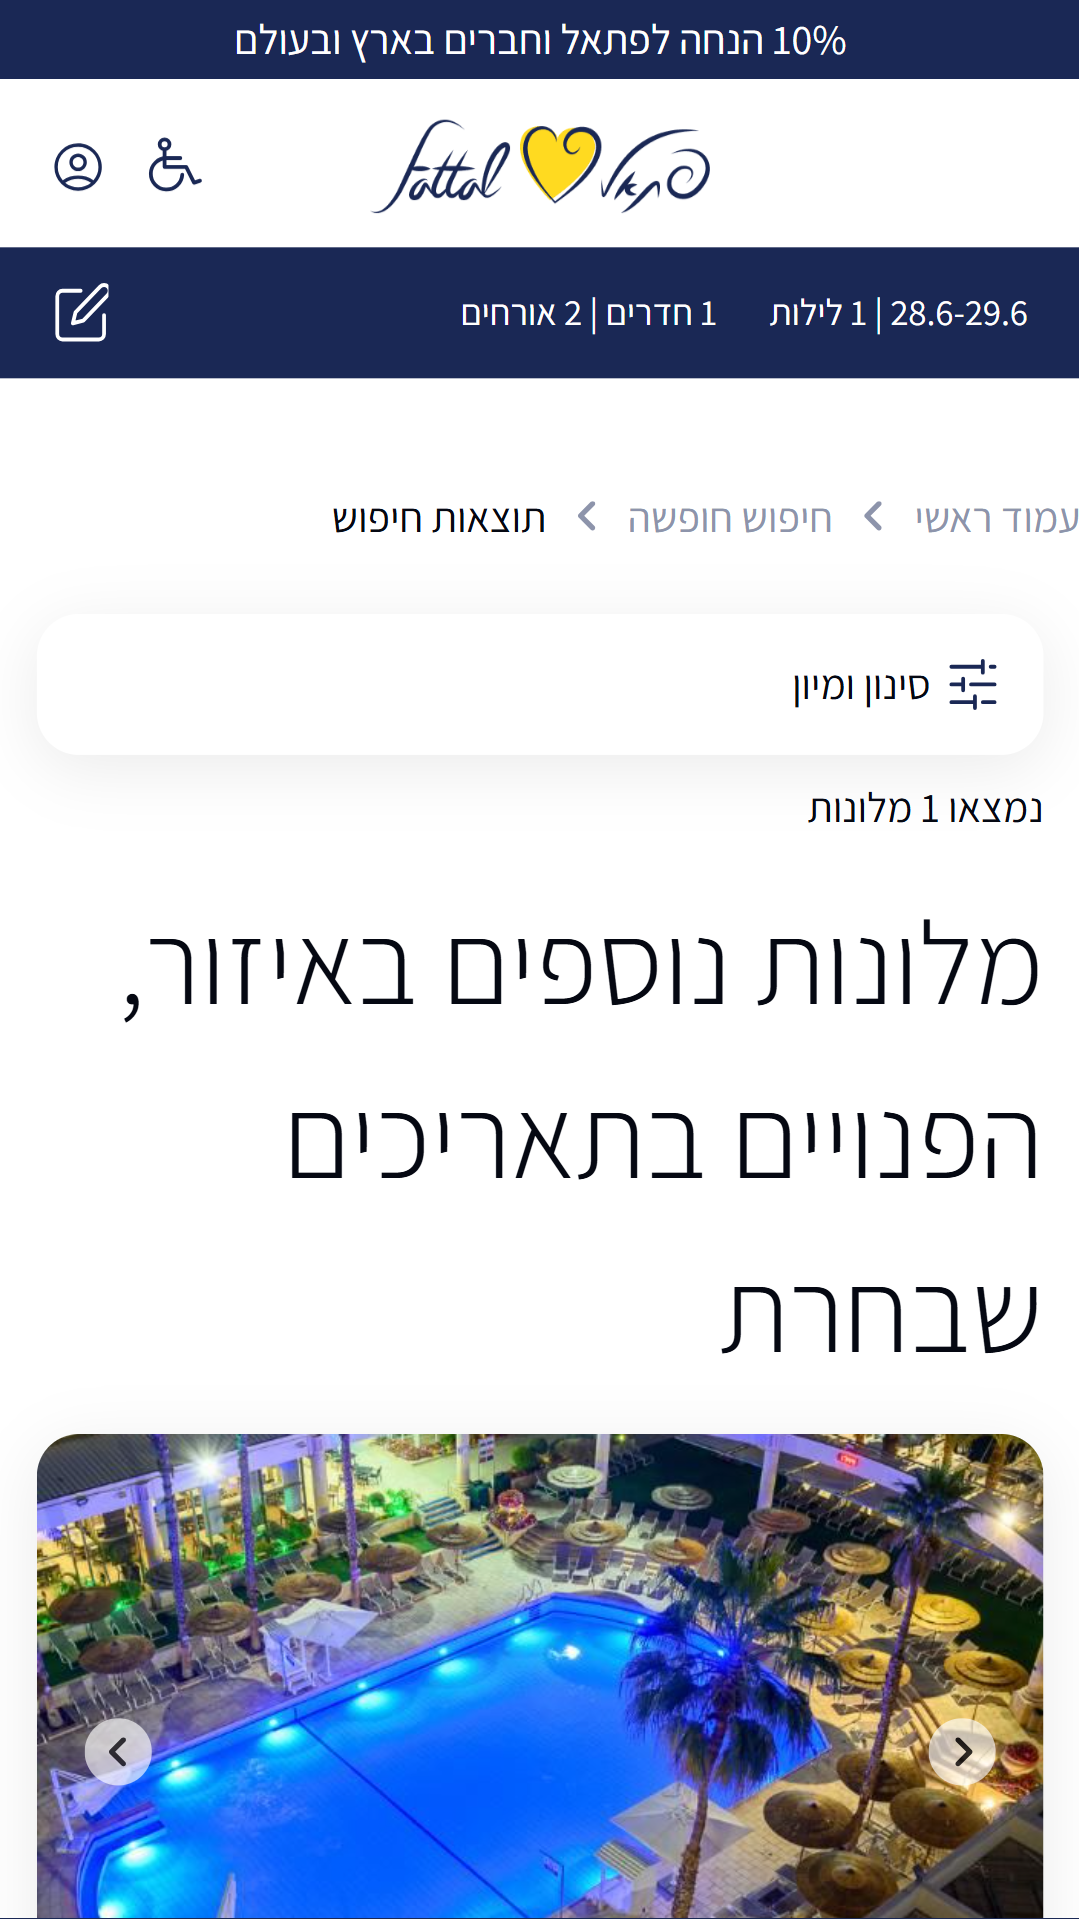 10% הנחה לפתאל וחברים בארץ ובעולם
fattal פתאל
28.6-29.6 | 1 לילות 1 חדרים | 2 אורחים
עמוד ראשי > חיפוש חופשה > תוצאות חיפוש
סינון ומיון
נמצאו 1 מלונות
מלונות נוספים באיזור,
הפנויים בתאריכים
שבחרת